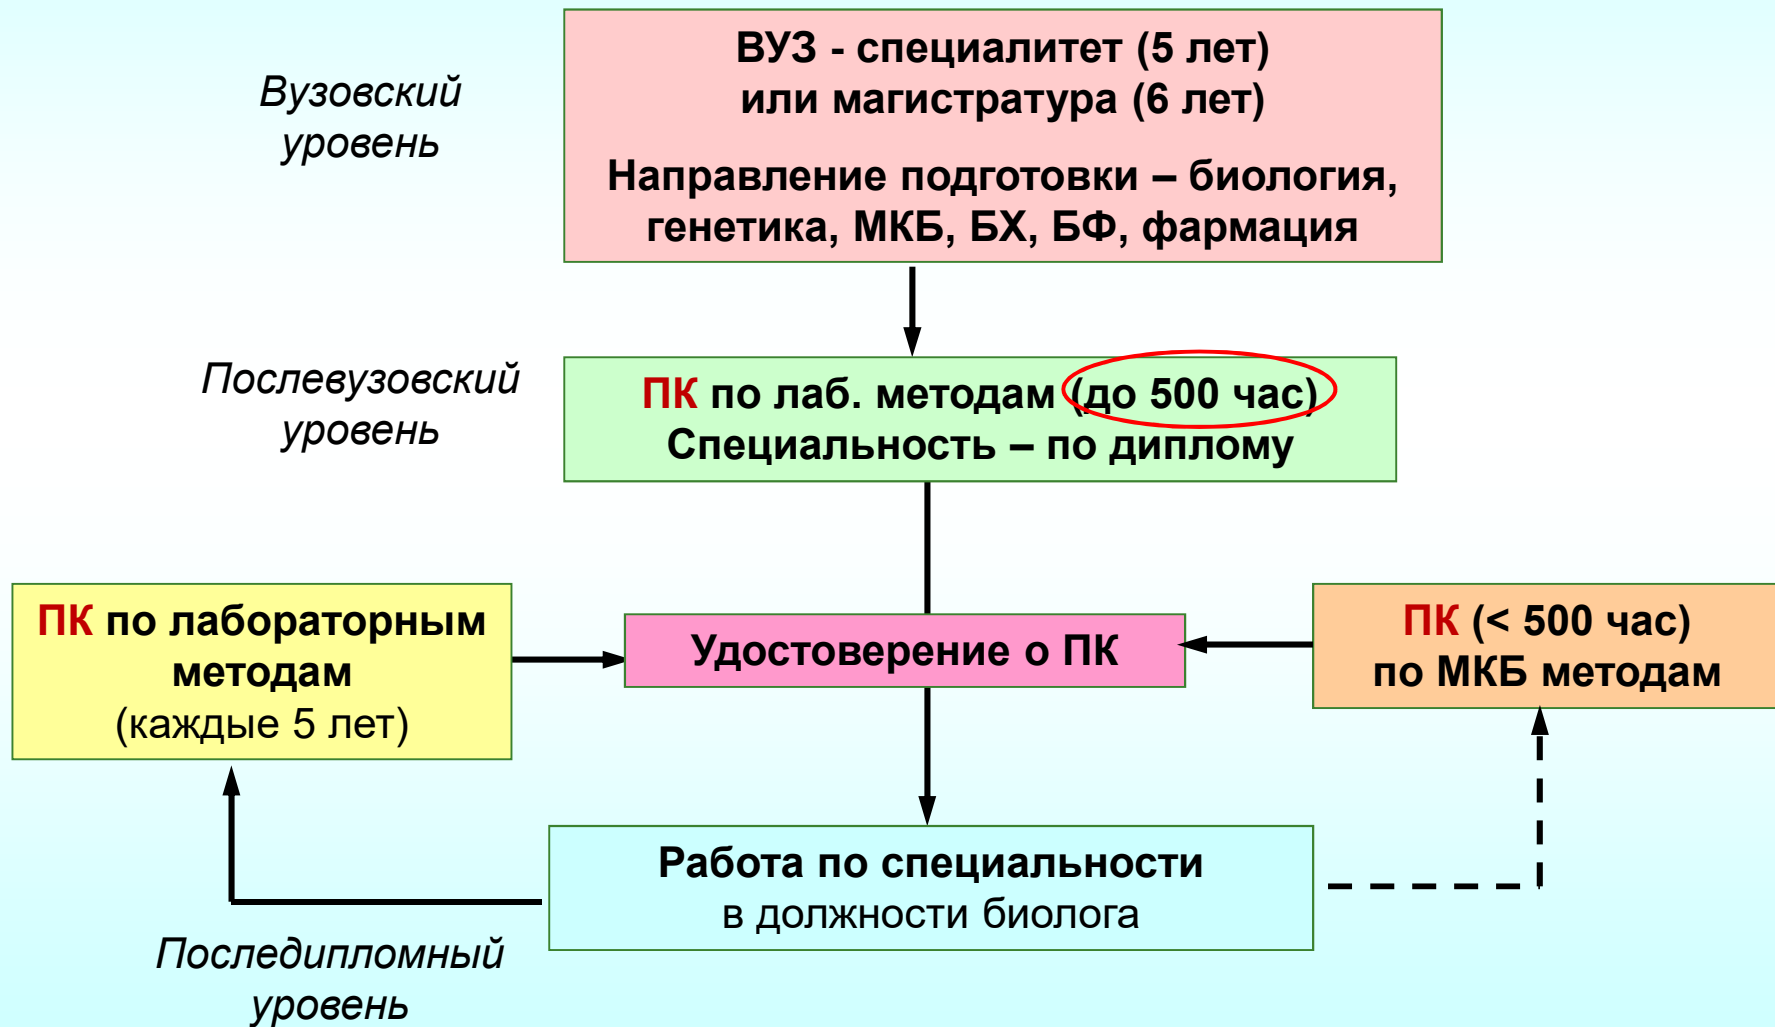 ВУЗ - специалитет (5 лет)
или магистратура (6 лет)
Направление подготовки – биология,
генетика, МКБ, БХ, БФ, фармация
Вузовский
уровень
Послевузовский
уровень
ПК по лаб. методам (до 500 час)
Специальность – по диплому
ПК по лабораторным
методам
(каждые 5 лет)
Удостоверение о ПК
ПК (< 500 час)
по МКБ методам
Работа по специальности
в должности биолога
Последипломный
уровень